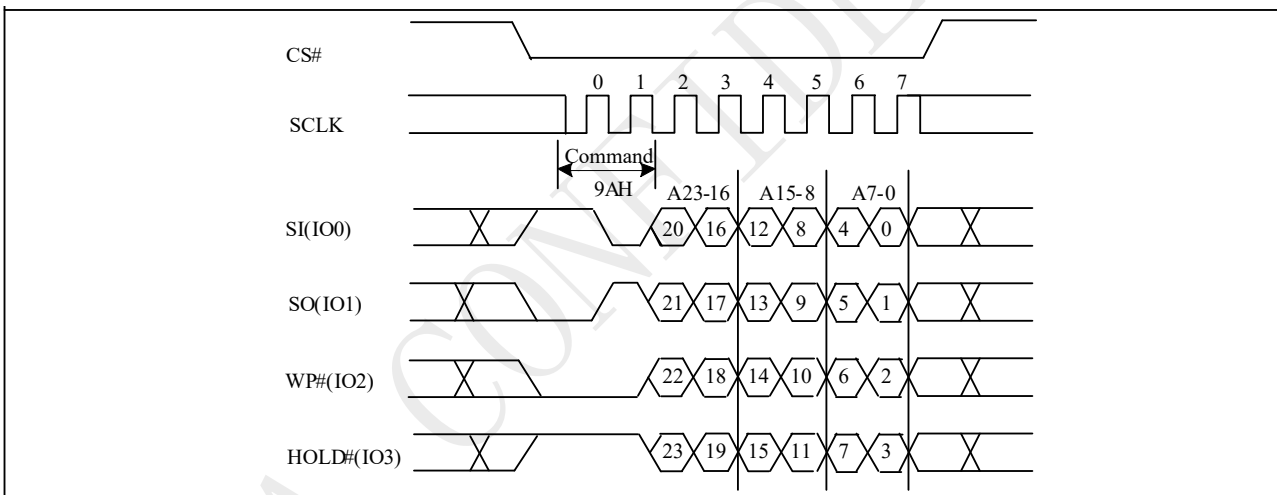 CS#
0 1 2 3 4 5 6 7
SCLK
Command
9AH
A23-16 A15-8 A7-0
SI(IO0) 20 16 12 8 4 0
SO(IO1) 21 17 13 9 5 1
WP#(IO2) 22 18 14 10 6 2
HOLD#(IO3) 23 19 15 11 7 3